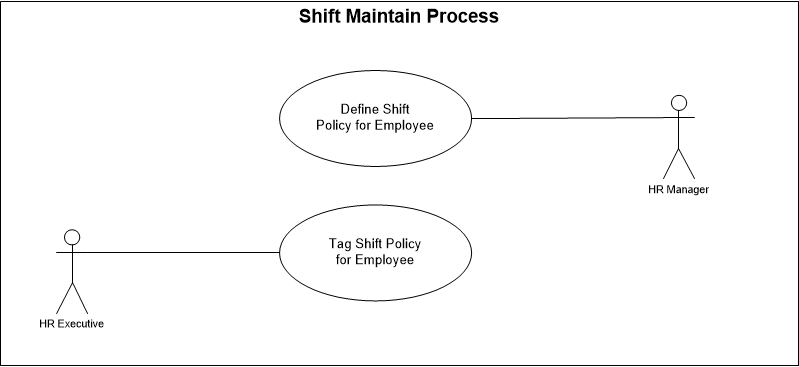 Shift Maintain Process
Define Shift
Policy for Employee
HR Manager
Tag Shift Policy
for Employee
HR Executive